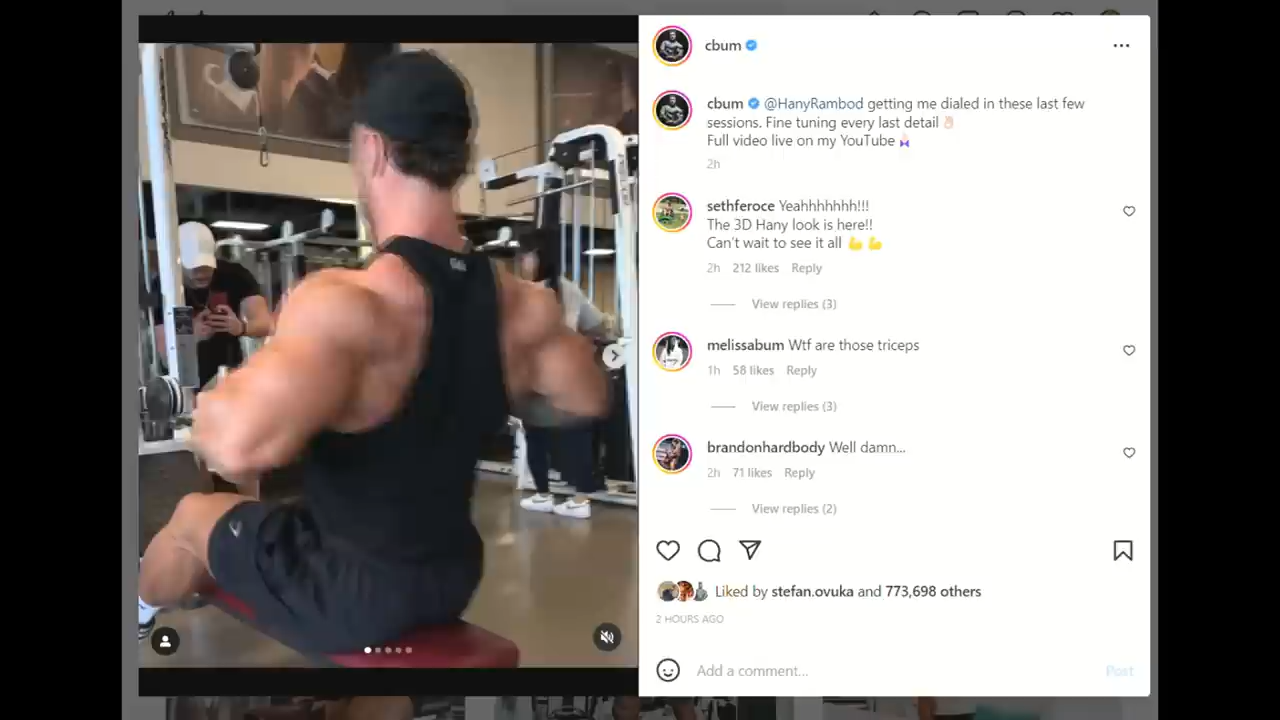 cbum
cbum @HanyRambod getting me dialed in these last few
sessions. Fine tuning every last detail 👌🏻
Full video live on my YouTube 🧘🏻
2h
sethferoce Yeahhhhhhh!!!
The 3D Hany look is here!!
Can't wait to see it all 💪💪
2h 212 likes Reply
View replies (3)
melissabum Wtf are those triceps
1h 58 likes Reply
View replies (3)
brandonhardbody Well damn...
2h 71 likes Reply
View replies (2)
Liked by stefan.ovuka and 773,698 others
2 HOURS AGO
Add a comment...
Post